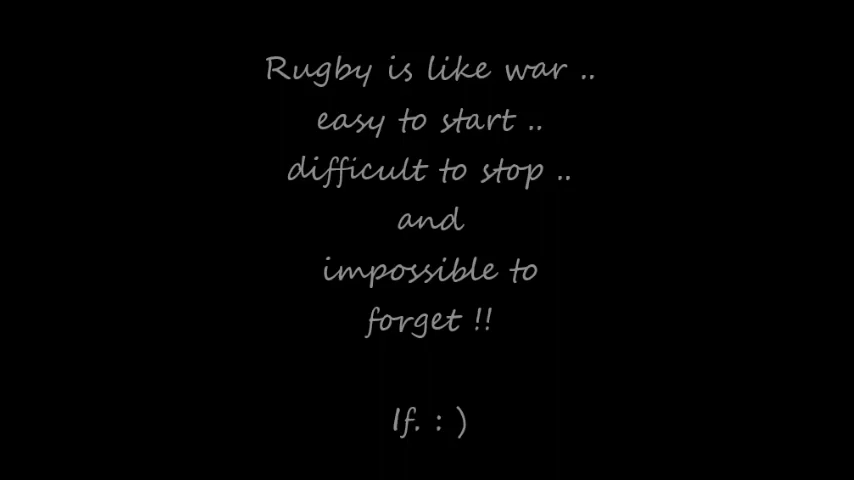 Rugby is like war ..
easy to start ..
difficult to stop ..
and
impossible to
forget !!
lf. : )